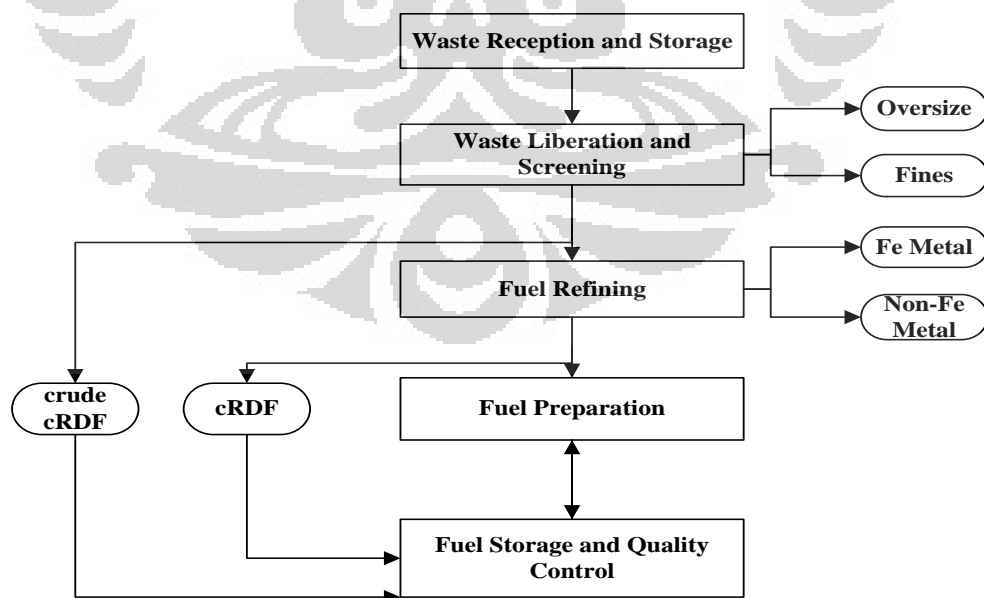 Waste Reception and Storage
Oversize
Waste Liberation and
Screening
Fines
Fe Metal
Fuel Refining
Non-Fe
Metal
crude
cRDF
cRDF
Fuel Preparation
Fuel Storage and Quality
Control